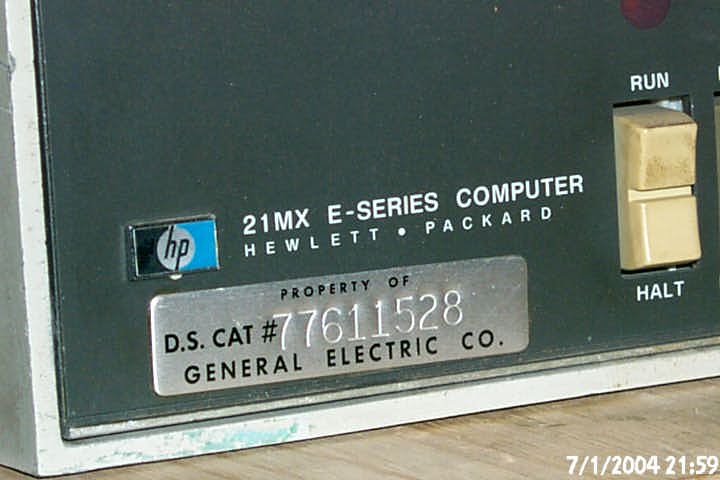 RUN
21MX E-SERIES COMPUTER
HEWLETT • PACKARD
hp
HALT
PROPERTY OF
D.S. CAT #77611528
GENERAL ELECTRIC CO.
7/1/2004 21:59